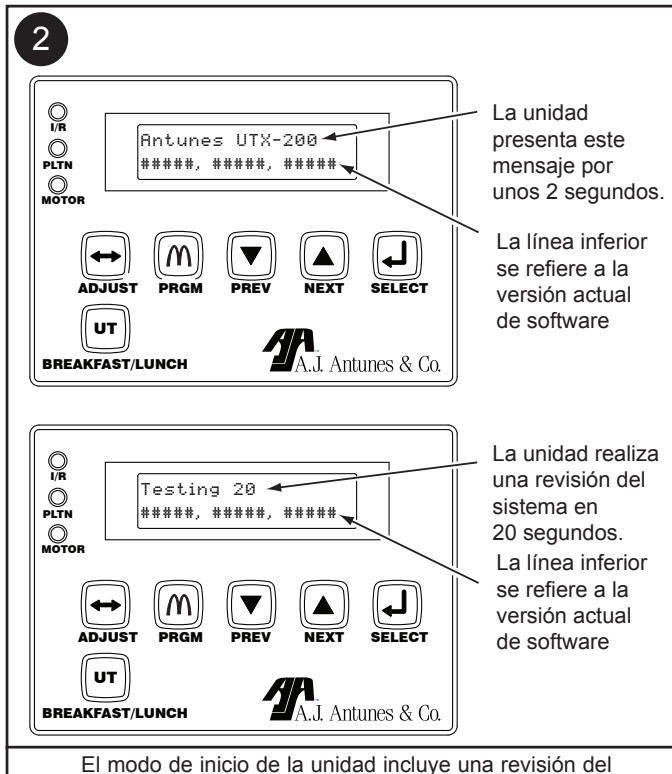 2
I/R
PLTN
MOTOR
Antunes UTX-200
#####, #####, #####
ADJUST PRGM PREV NEXT SELECT
UT
BREAKFAST/LUNCH
A.J. Antunes & Co.
La unidad
presenta este
mensaje por
unos 2 segundos.
La línea inferior
se refiere a la
versión actual
de software
I/R
PLTN
MOTOR
Testing 20
#####, #####, #####
ADJUST PRGM PREV NEXT SELECT
UT
BREAKFAST/LUNCH
A.J. Antunes & Co.
La unidad realiza
una revisión del
sistema en
20 segundos.
La línea inferior
se refiere a la
versión actual
de software
El modo de inicio de la unidad incluye una revisión del